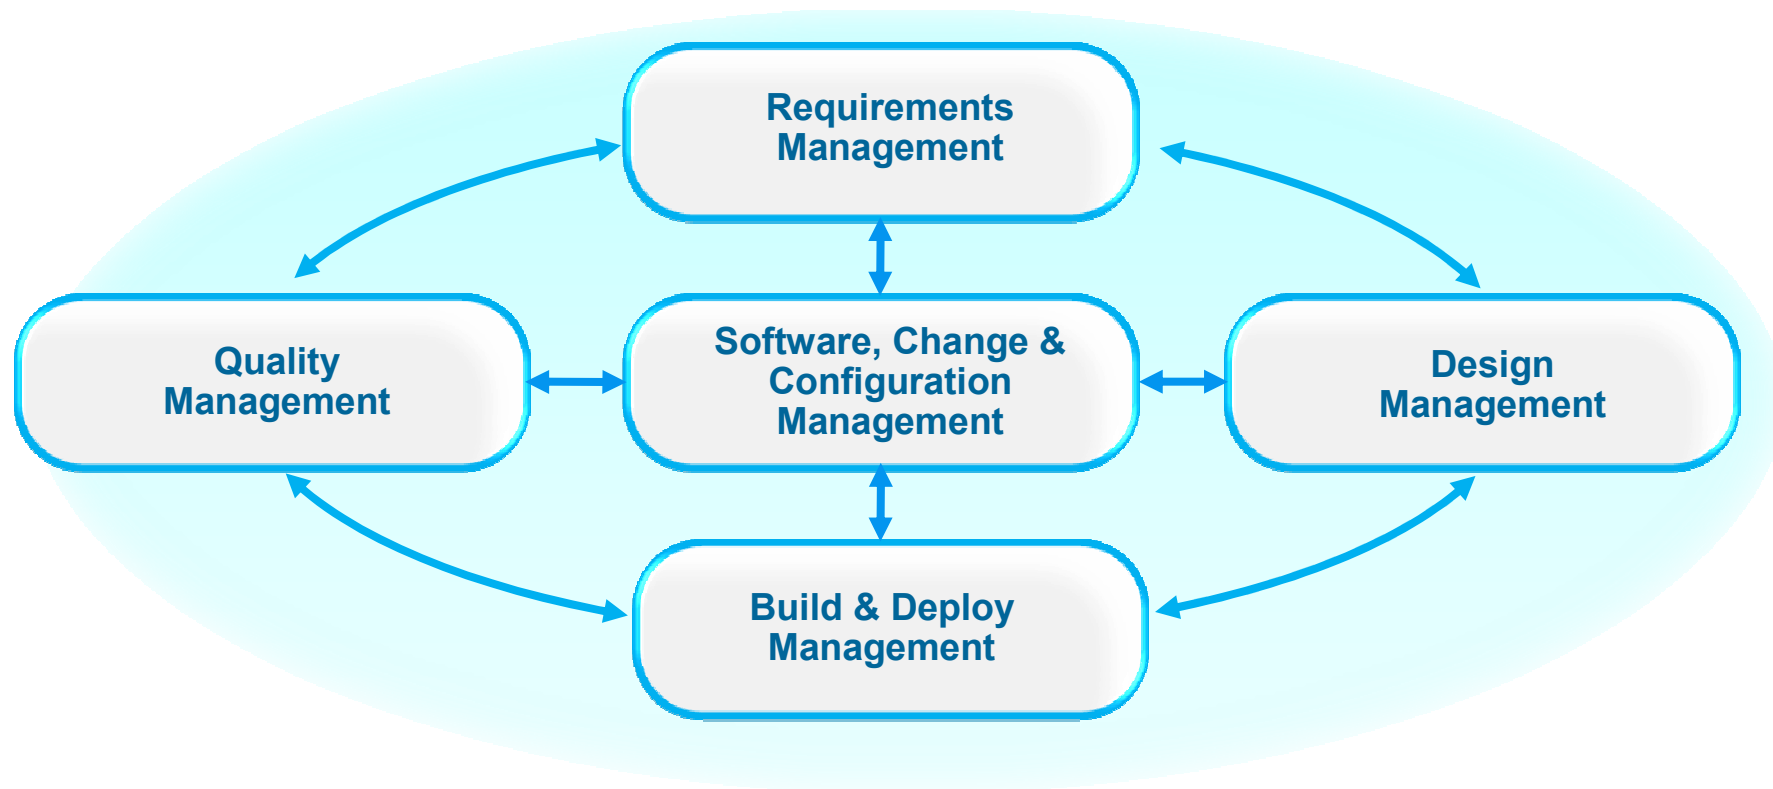 Requirements
Management
Quality
Management
Software, Change &
Configuration
Management
Design
Management
Build & Deploy
Management